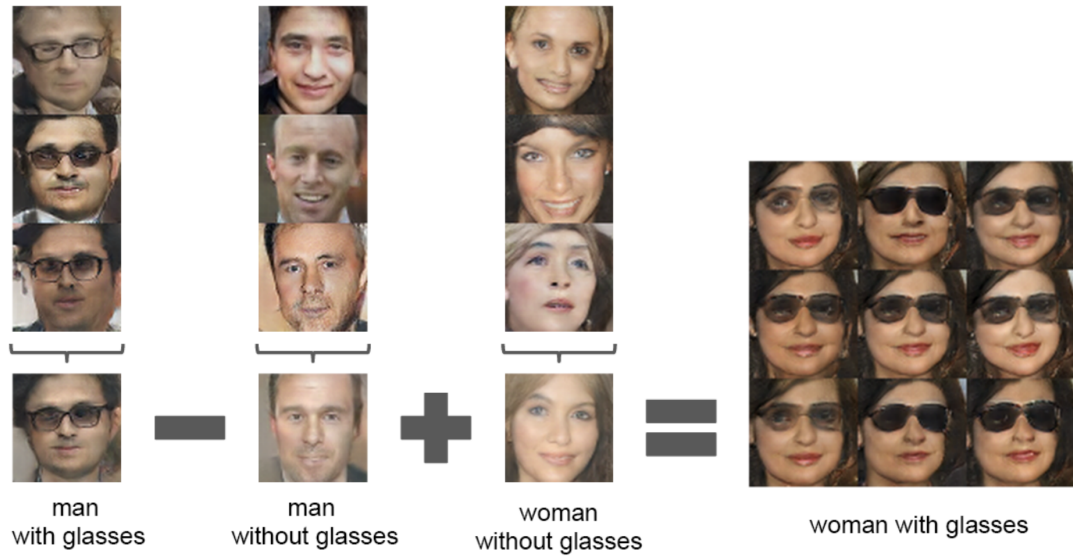 man
with glasses
man
without glasses
woman
without glasses
woman with glasses